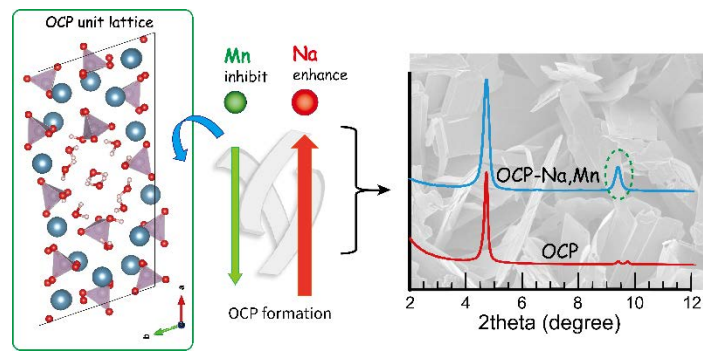 OCP unit lattice
a
b
Mn
inhibit
Na
enhance
OCP formation
OCP-Na,Mn
OCP
2 4 6 8 10 12
2theta (degree)